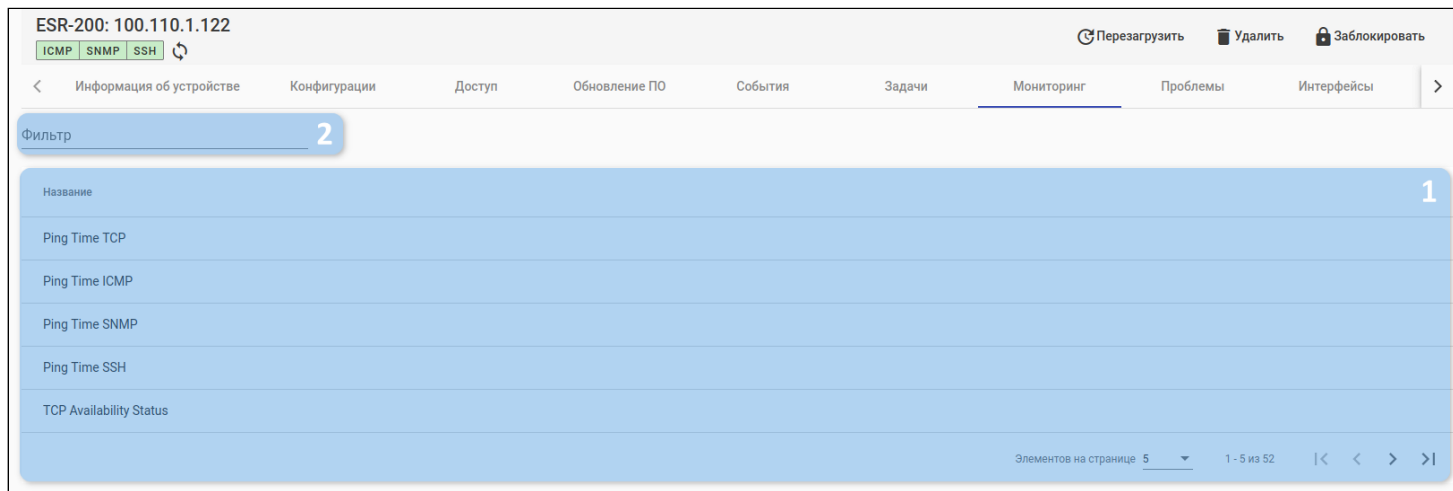 ESR-200: 100.110.1.122
ICMP SNMP SSH
Перезагрузить Удалить Заблокировать
Информация об устройстве Конфигурации Доступ Обновление ПО События Задачи Мониторинг Проблемы Интерфейсы
Фильтр 2
Название 1
Ping Time TCP
Ping Time ICMP
Ping Time SNMP
Ping Time SSH
TCP Availability Status
Элементов на странице 5 1 - 5 из 52